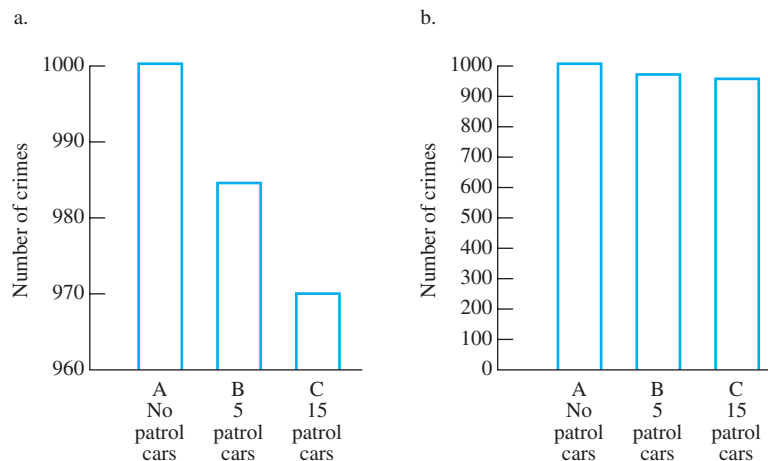 a.
Number of crimes
1000
990
980
970
960
A
No
patrol
cars
B
5
patrol
cars
C
15
patrol
cars
b.
Number of crimes
1000
900
800
700
600
500
400
300
200
100
0
A
No
patrol
cars
B
5
patrol
cars
C
15
patrol
cars